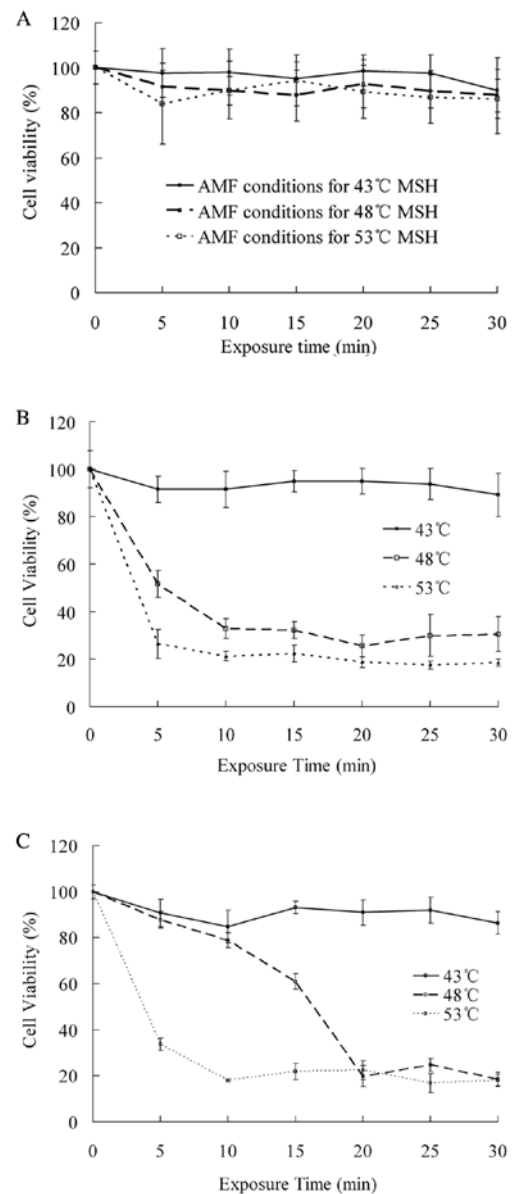 A
120
100
80
60
40
20
0
Cell viability (%)
AMF conditions for 43℃ MSH
AMF conditions for 48℃ MSH
AMF conditions for 53℃ MSH
0 5 10 15 20 25 30
Exposure time (min)
B
120
100
80
60
40
20
0
Cell Viability (%)
43℃
48℃
53℃
0 5 10 15 20 25 30
Exposure Time (min)
C
120
100
80
60
40
20
0
Cell Viability (%)
43℃
48℃
53℃
0 5 10 15 20 25 30
Exposure Time (min)